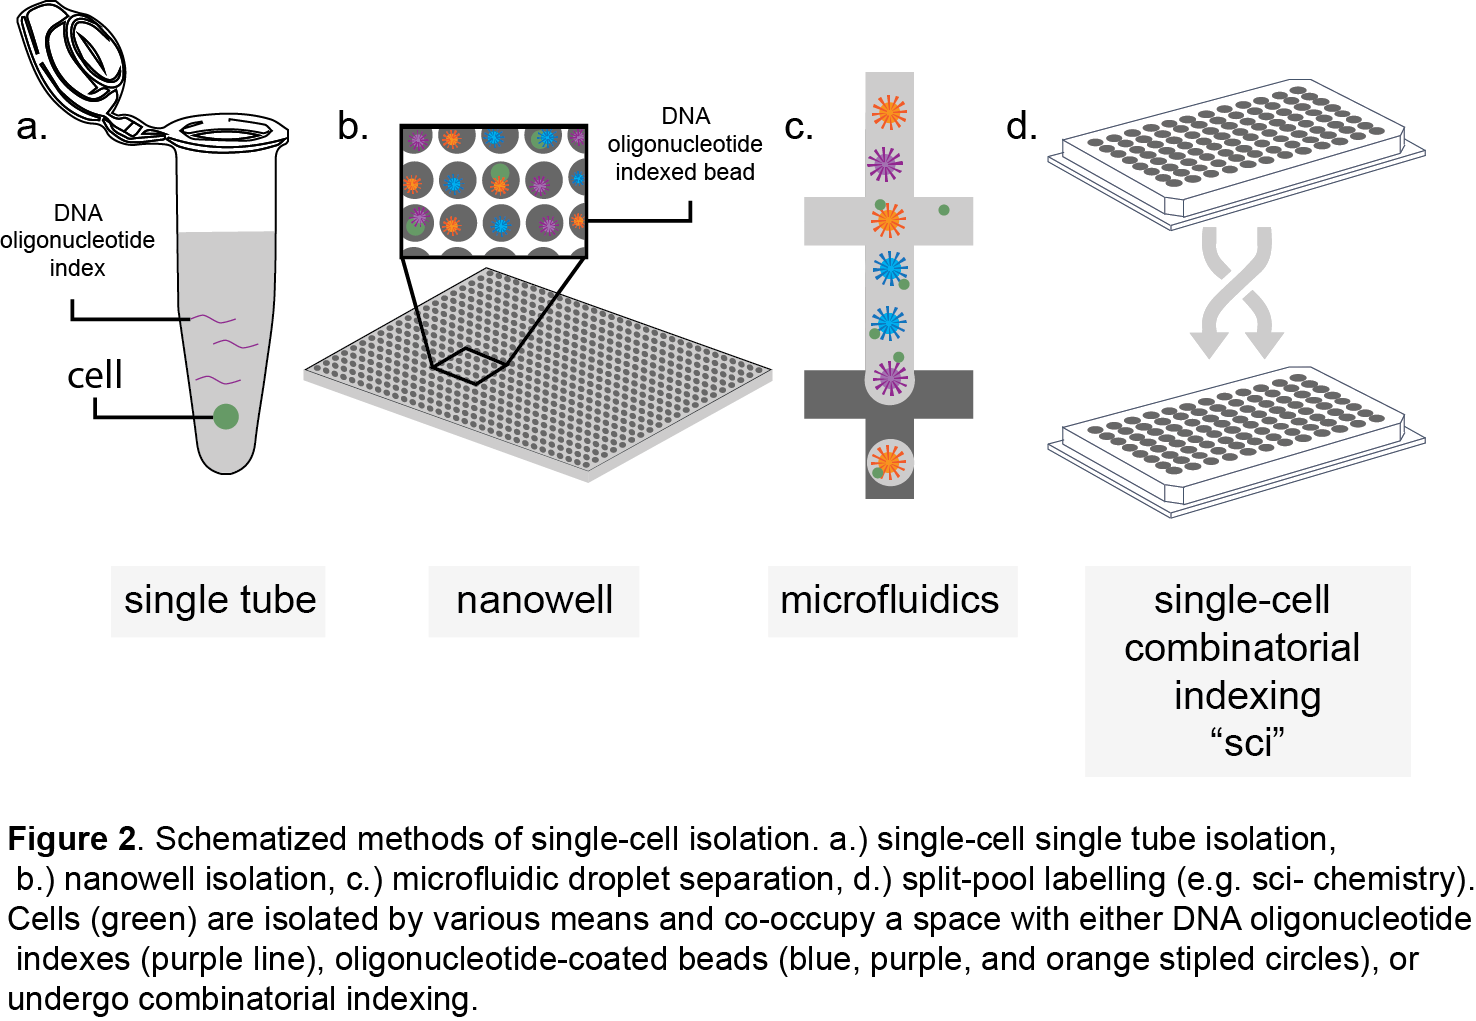 a.
b.
c.
d.
DNA
oligonucleotide
index
cell
DNA
oligonucleotide
indexed bead
single tube
nanowell
microfluidics
single-cell
combinatorial
indexing
“sci”
Figure 2. Schematized methods of single-cell isolation. a.) single-cell single tube isolation,
b.) nanowell isolation, c.) microfluidic droplet separation, d.) split-pool labelling (e.g. sci- chemistry).
Cells (green) are isolated by various means and co-occupy a space with either DNA oligonucleotide
indexes (purple line), oligonucleotide-coated beads (blue, purple, and orange stipled circles), or
undergo combinatorial indexing.